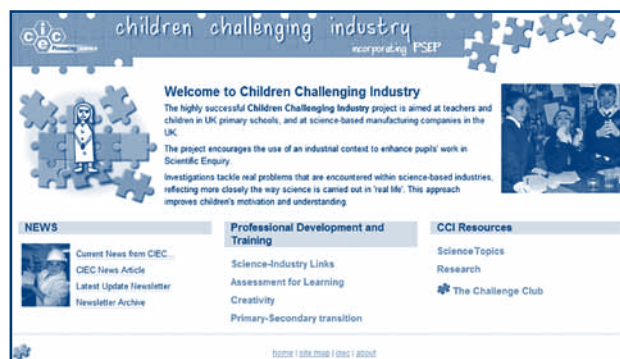 ciec
Promoting Science
children challenging industry
incorporating PSEP
Welcome to Children Challenging Industry
The highly successful Children Challenging Industry project is aimed at teachers and
children in UK primary schools, and at science-based manufacturing companies in the
UK.
The project encourages the use of an industrial context to enhance pupils' work in
Scientific Enquiry.
Investigations tackle real problems that are encountered within science-based industries,
reflecting more closely the way science is carried out in 'real life'. This approach
improves children's motivation and understanding.
NEWS
Current News from CIEC...
CIEC News Article
Latest Update Newsletter
Newsletter Archive
Professional Development and
Training
Science-Industry Links
Assessment for Learning
Creativity
Primary-Secondary transition
CCI Resources
Science Topics
Research
The Challenge Club
home | site map | ciec | about